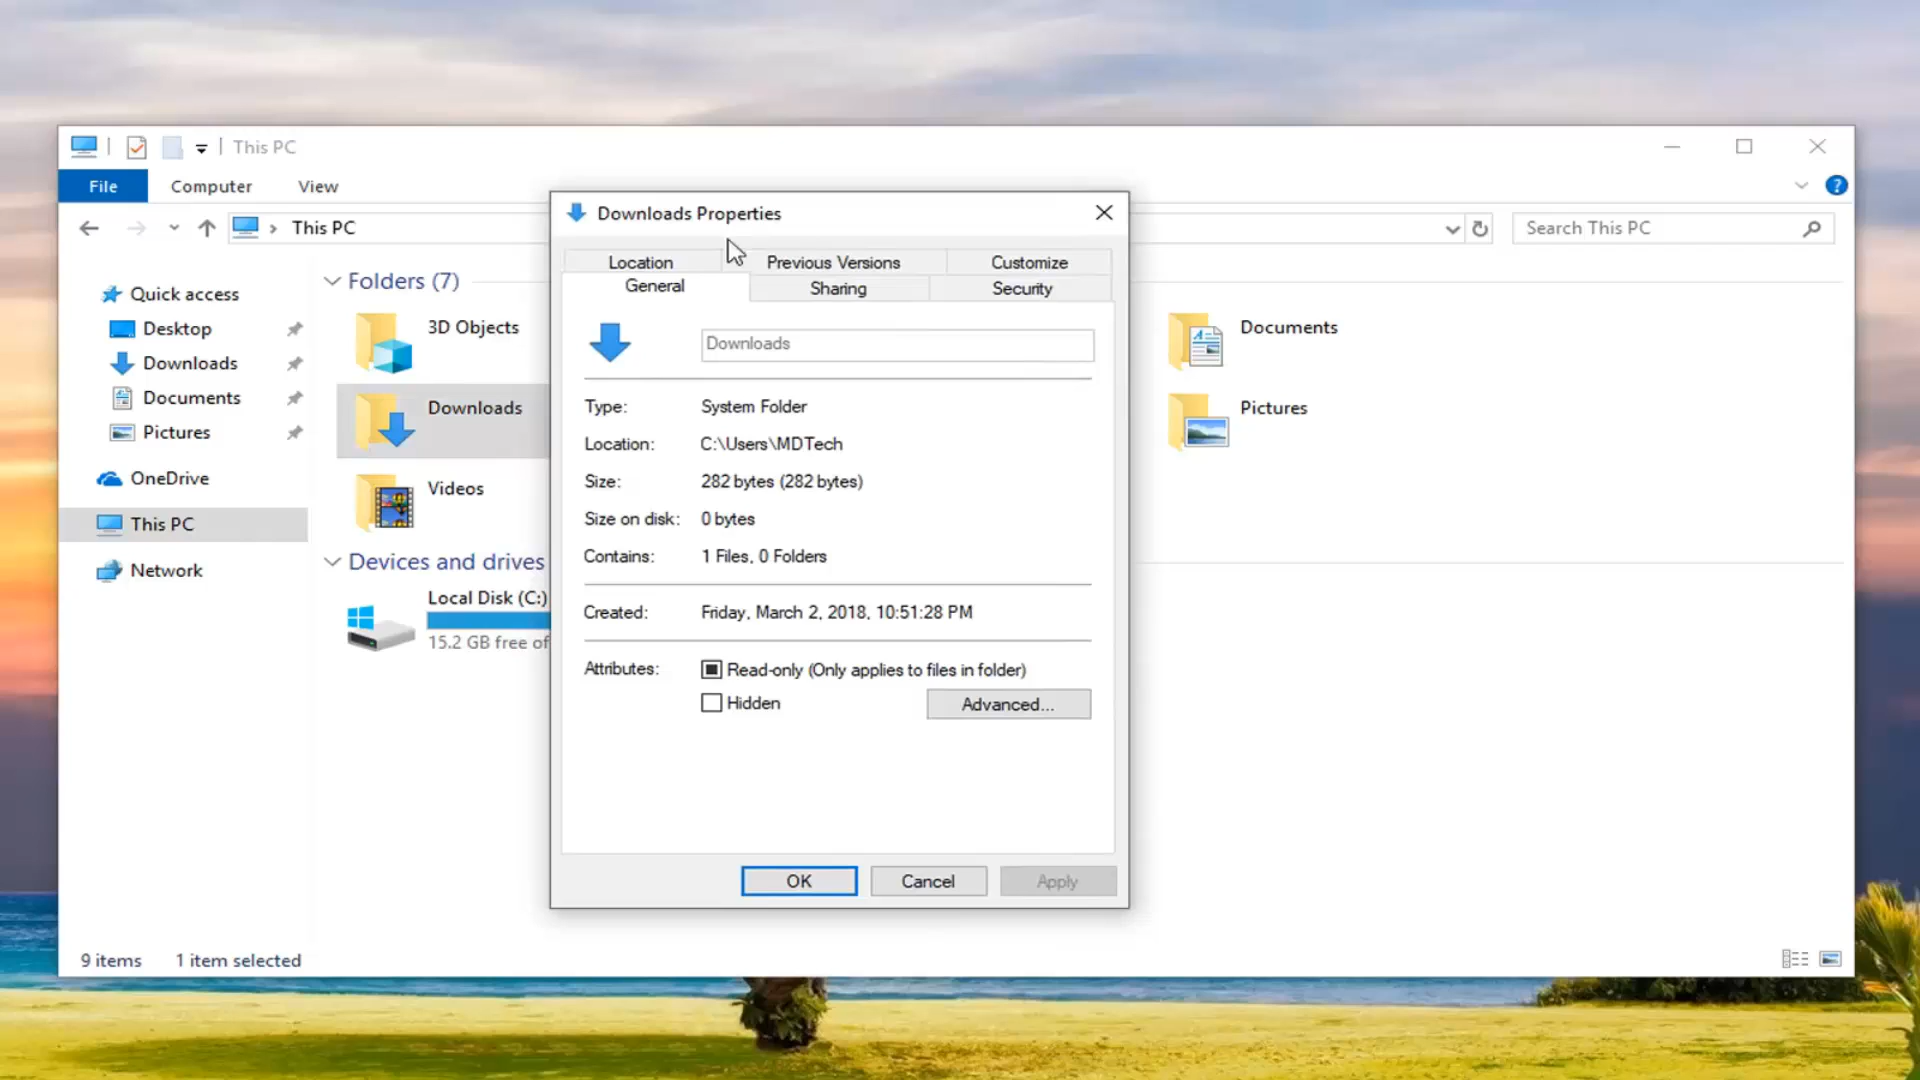 This PC
File
Computer
View
This PC
Search This PC
Quick access
Desktop
Downloads
Documents
Pictures
OneDrive
This PC
Network
Folders (7)
3D Objects
Downloads
Videos
Documents
Pictures
Devices and drives
Local Disk (C:)
15.2 GB free of
Downloads Properties
Location
Previous Versions
Customize
General
Sharing
Security
Downloads
Type: System Folder
Location: C:\Users\MDTech
Size: 282 bytes (282 bytes)
Size on disk: 0 bytes
Contains: 1 Files, 0 Folders
Created: Friday, March 2, 2018, 10:51:28 PM
Attributes: Read-only (Only applies to files in folder)
Hidden
Advanced...
OK
Cancel
Apply
9 items
1 item selected